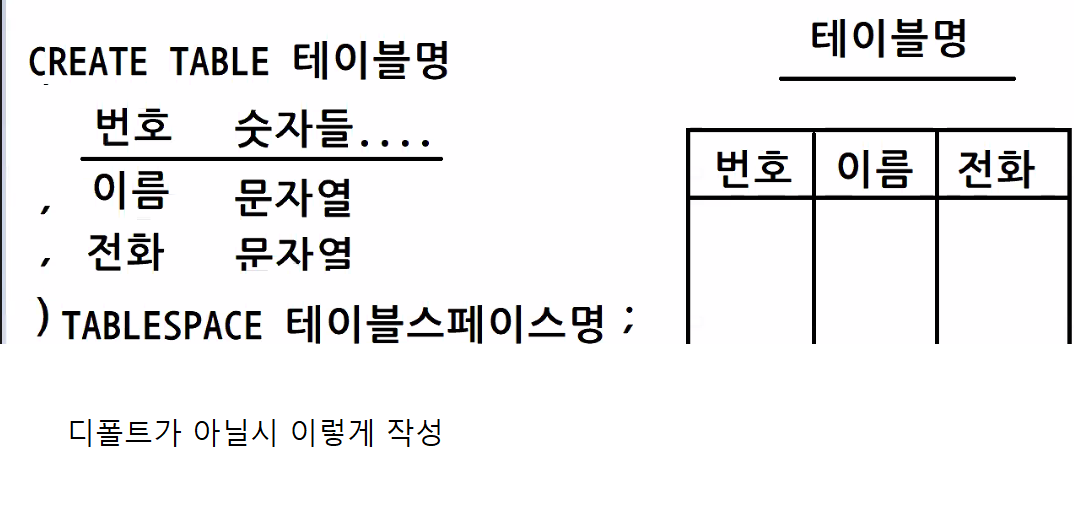 CREATE TABLE 테이블명
번호 숫자들....
, 이름 문자열
, 전화 문자열
) TABLESPACE 테이블스페이스명 ;
테이블명
번호 이름 전화
디폴트가 아닐시 이렇게 작성